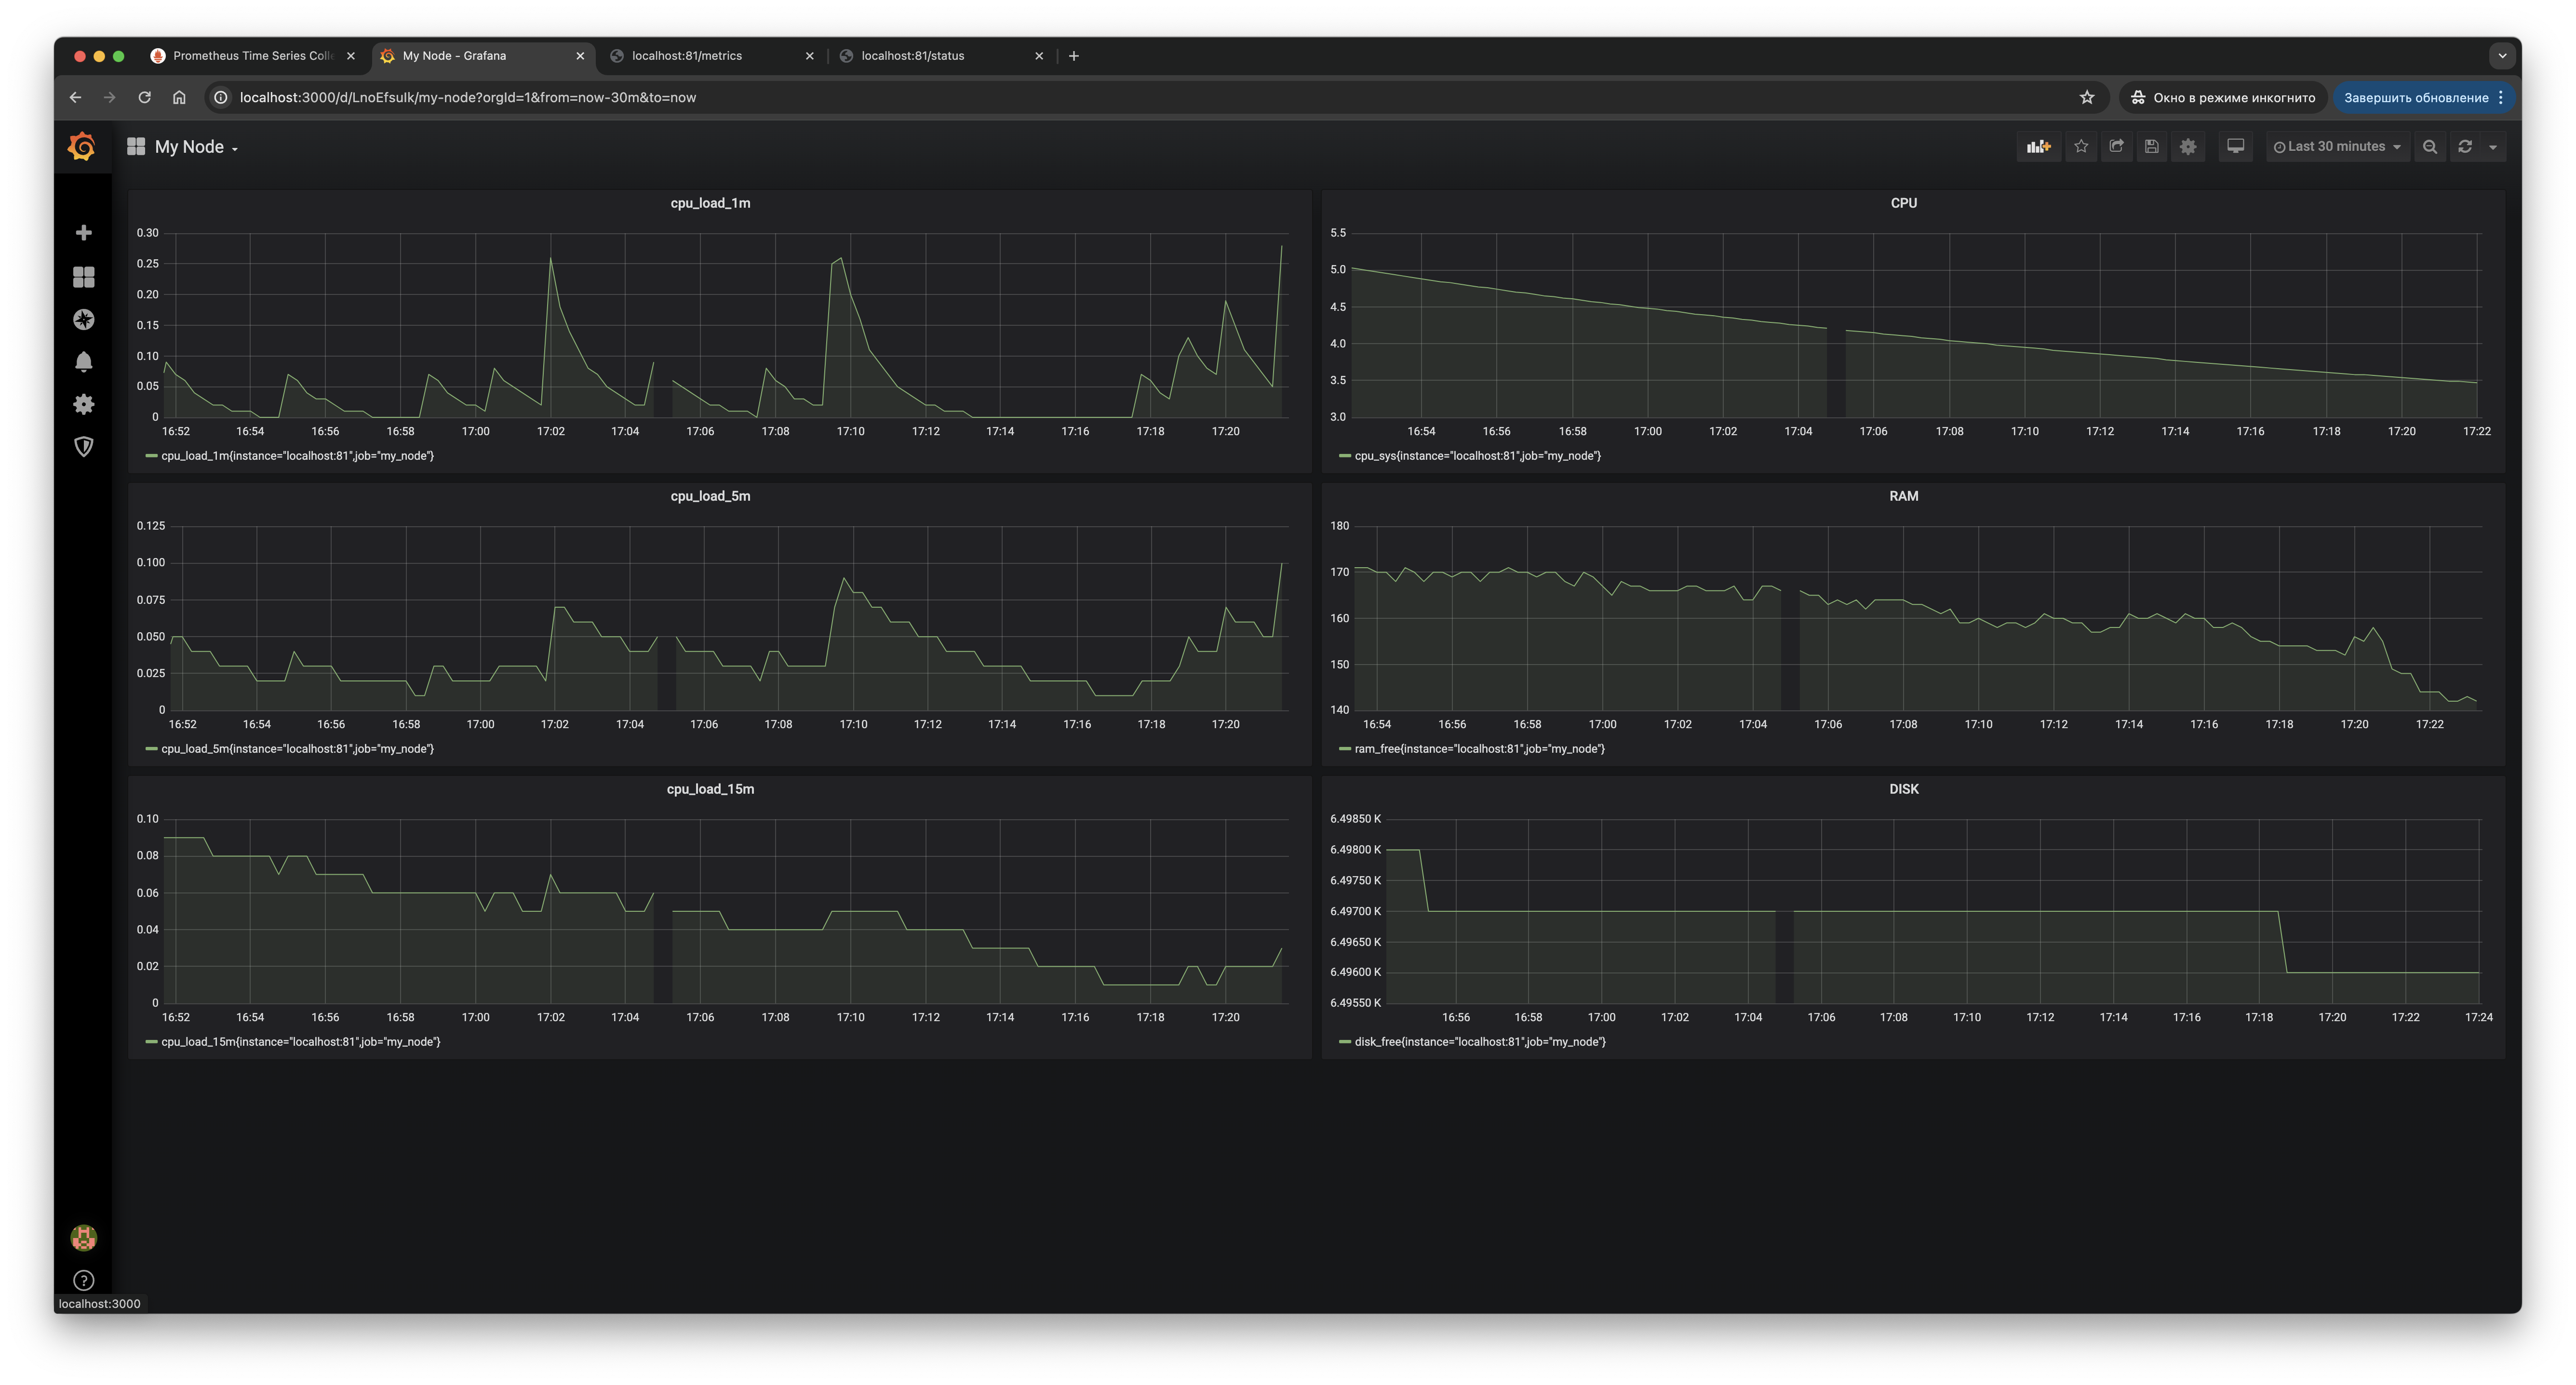 Prometheus Time Series Colle
My Node - Grafana
localhost:81/metrics
localhost:81/status
localhost:3000/d/LnoEfsulk/my-node?orgId=1&from=now-30m&to=now
Окно в режиме инкогнито
Завершить обновление
My Node
Last 30 minutes
cpu_load_1m
0.30
0.25
0.20
0.15
0.10
0.05
0
16:52 16:54 16:56 16:58 17:00 17:02 17:04 17:06 17:08 17:10 17:12 17:14 17:16 17:18 17:20
cpu_load_1m{instance="localhost:81",job="my_node"}
CPU
5.5
5.0
4.5
4.0
3.5
3.0
16:54 16:56 16:58 17:00 17:02 17:04 17:06 17:08 17:10 17:12 17:14 17:16 17:18 17:20 17:22
cpu_sys{instance="localhost:81",job="my_node"}
cpu_load_5m
0.125
0.100
0.075
0.050
0.025
0
16:52 16:54 16:56 16:58 17:00 17:02 17:04 17:06 17:08 17:10 17:12 17:14 17:16 17:18 17:20
cpu_load_5m{instance="localhost:81",job="my_node"}
RAM
180
170
160
150
140
16:54 16:56 16:58 17:00 17:02 17:04 17:06 17:08 17:10 17:12 17:14 17:16 17:18 17:20 17:22
ram_free{instance="localhost:81",job="my_node"}
cpu_load_15m
0.10
0.08
0.06
0.04
0.02
0
16:52 16:54 16:56 16:58 17:00 17:02 17:04 17:06 17:08 17:10 17:12 17:14 17:16 17:18 17:20
cpu_load_15m{instance="localhost:81",job="my_node"}
DISK
6.49850 K
6.49800 K
6.49750 K
6.49700 K
6.49650 K
6.49600 K
6.49550 K
16:56 16:58 17:00 17:02 17:04 17:06 17:08 17:10 17:12 17:14 17:16 17:18 17:20 17:22 17:24
disk_free{instance="localhost:81",job="my_node"}
localhost:3000